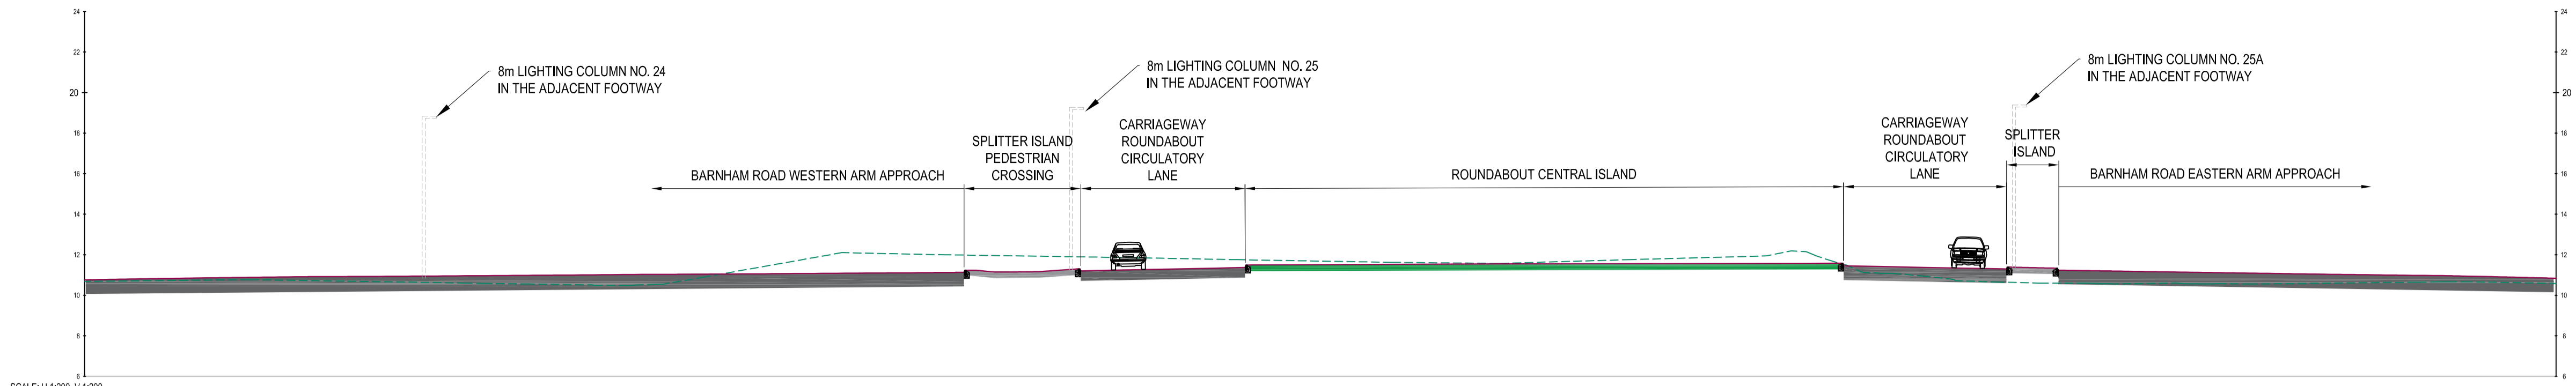 24
22
20
18
16
14
12
10
8
6
8m LIGHTING COLUMN NO. 24
IN THE ADJACENT FOOTWAY
BARNHAM ROAD WESTERN ARM APPROACH
SPLITTER ISLAND
PEDESTRIAN
CROSSING
8m LIGHTING COLUMN NO. 25
IN THE ADJACENT FOOTWAY
CARRIAGEWAY
ROUNDABOUT
CIRCULATORY
LANE
ROUNDABOUT CENTRAL ISLAND
CARRIAGEWAY
ROUNDABOUT
CIRCULATORY
LANE
SPLITTER
ISLAND
8m LIGHTING COLUMN NO. 25A
IN THE ADJACENT FOOTWAY
BARNHAM ROAD EASTERN ARM APPROACH
24
22
20
18
16
14
12
10
8
6